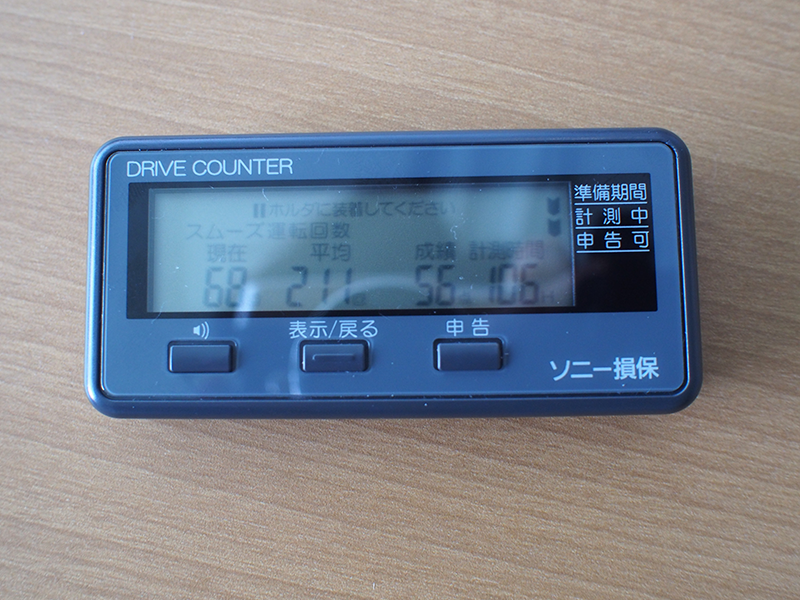 DRIVE COUNTER
ホルダに装着してください
スムーズ運転回数
現在 平均 成績 計測時間
68 211 56 106
準備期間
計測中
申告可
表示/戻る 申告
ソニー損保